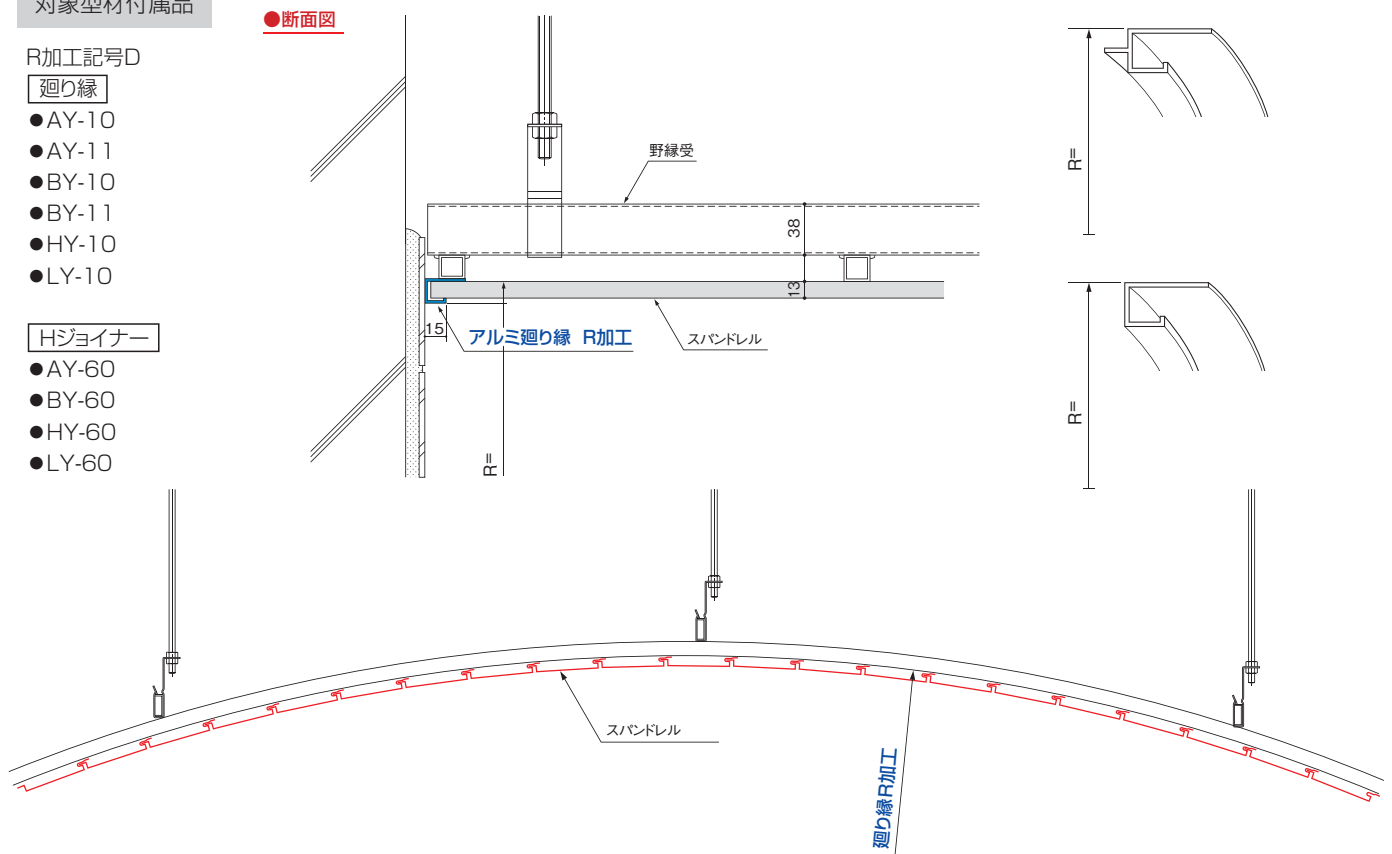 対象型材付属品
R加工記号D
廻り縁
●AY-10
●AY-11
●BY-10
●BY-11
●HY-10
●LY-10
Hジョイナー
●AY-60
●BY-60
●HY-60
●LY-60
●断面図
野縁受
38
13
15
アルミ廻り縁 R加工
スパンドレル
R=
R=
R=
スパンドレル
廻り縁R加工